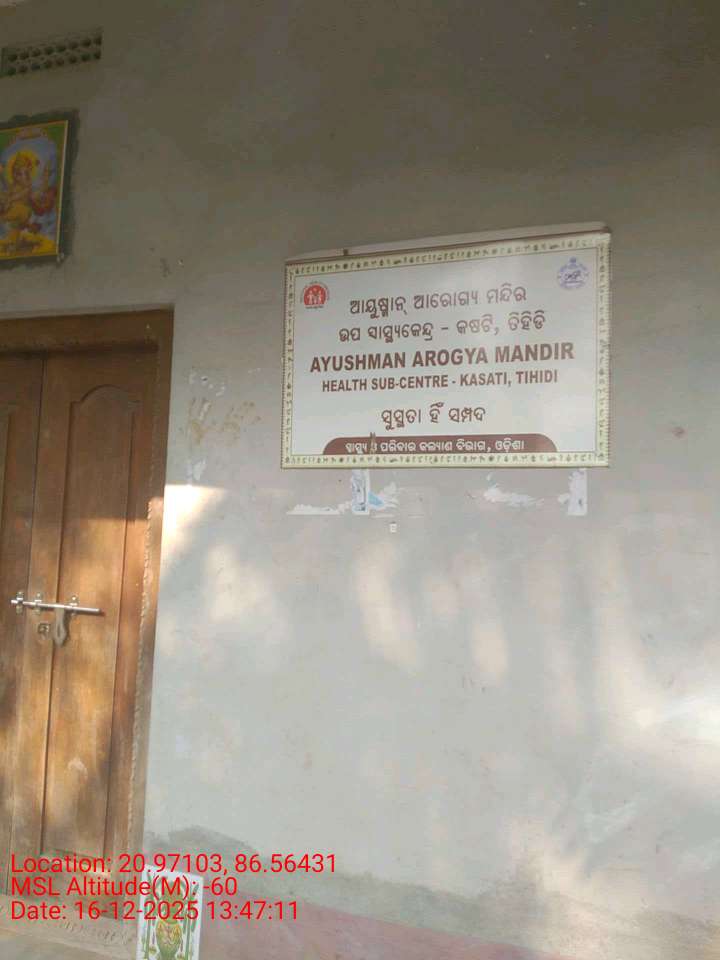 ଆୟୁଷ୍ମାନ୍ ଆରୋଗ୍ୟ ମନ୍ଦିର
ଉପ ସ୍ୱାସ୍ଥ୍ୟକେନ୍ଦ୍ର - କଷଟି, ତିହିଡି
AYUSHMAN AROGYA MANDIR
HEALTH SUB-CENTRE - KASATI, TIHIDI
ସୁସ୍ଥତା ହିଁ ସମ୍ପଦ
ସ୍ୱାସ୍ଥ୍ୟ ଓ ପରିବାର କଲ୍ୟାଣ ବିଭାଗ, ଓଡ଼ିଶା
Location: 20.97103, 86.56431
MSL Altitude(M): -60
Date: 16-12-2025 13:47:11